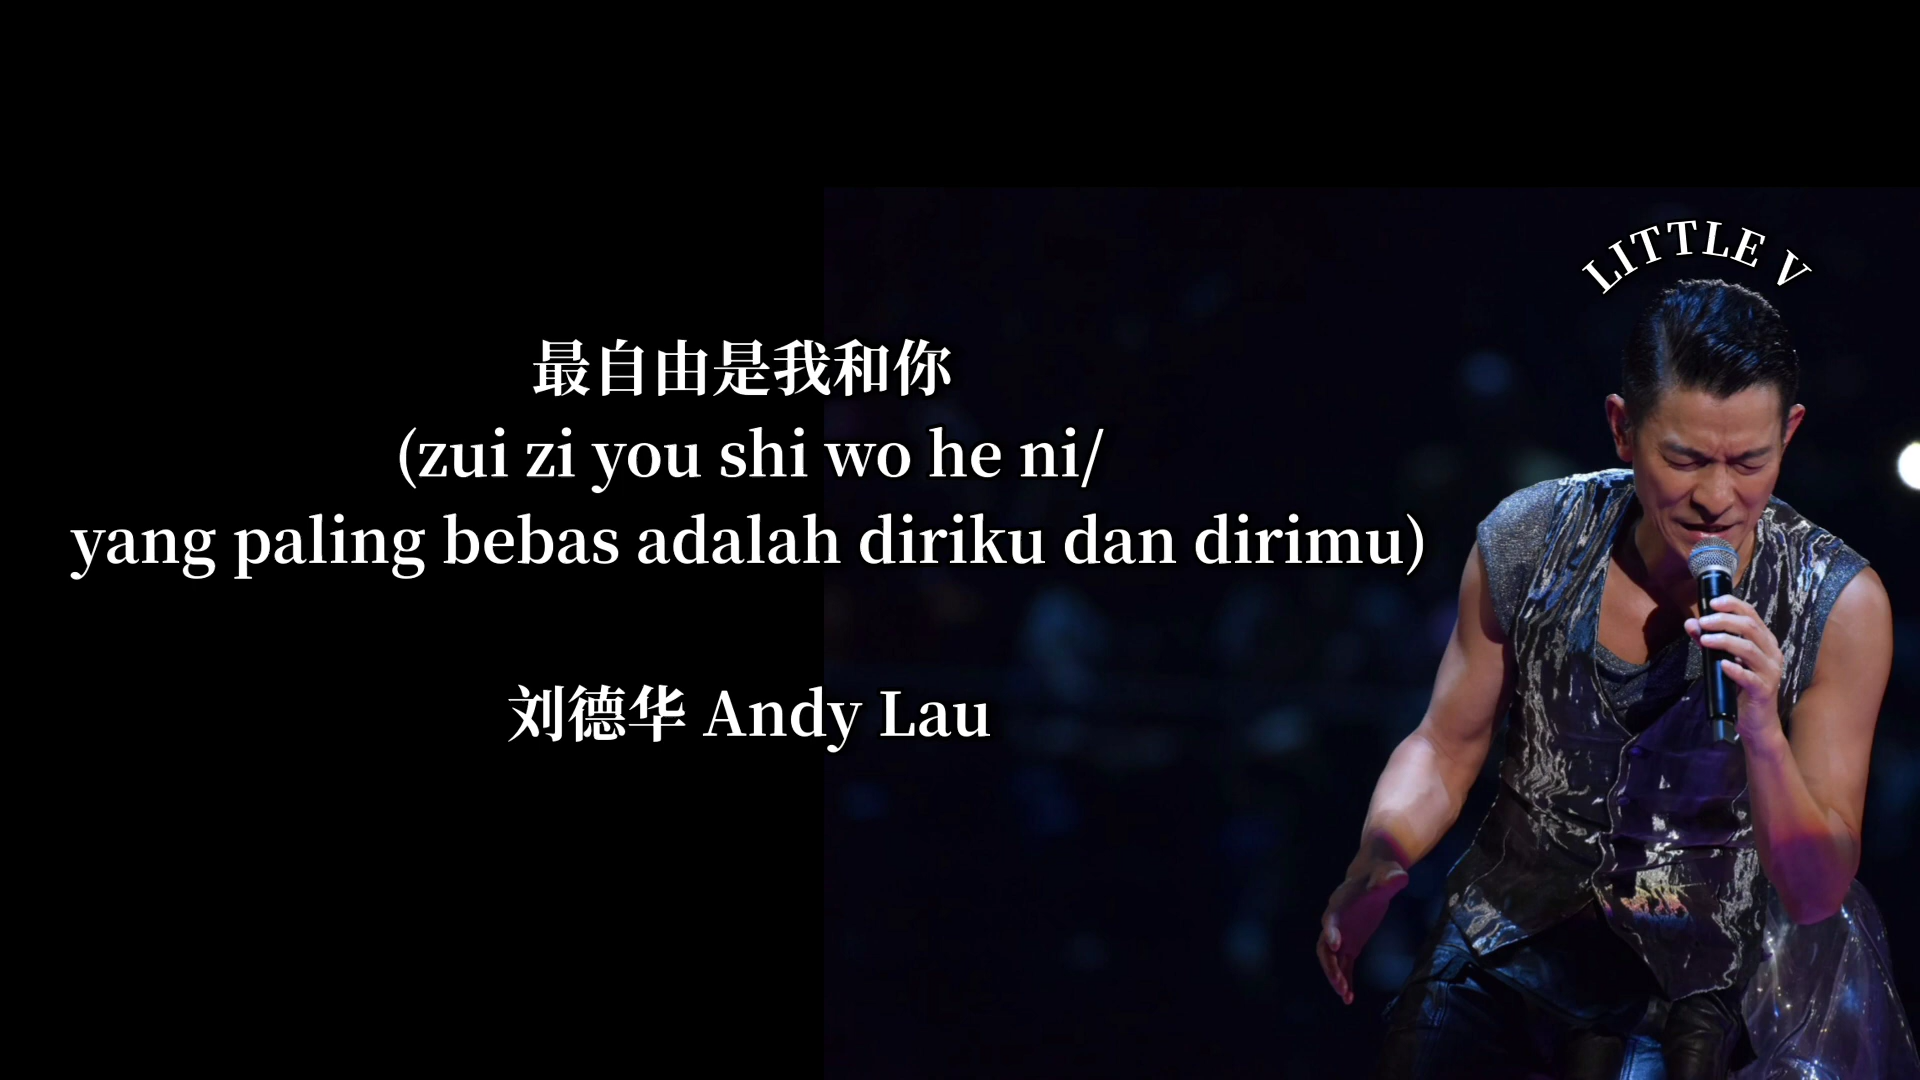 LITTLE V
最自由是我和你
(zui zi you shi wo he ni/
yang paling bebas adalah diriku dan dirimu)
刘德华 Andy Lau